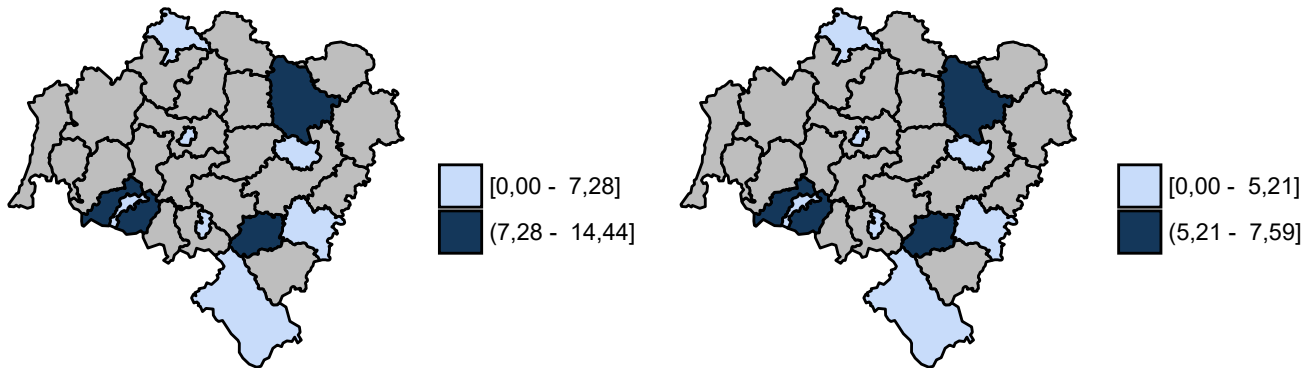 [0,00 - 7,28]
(7,28 - 14,44]
[0,00 - 5,21]
(5,21 - 7,59]